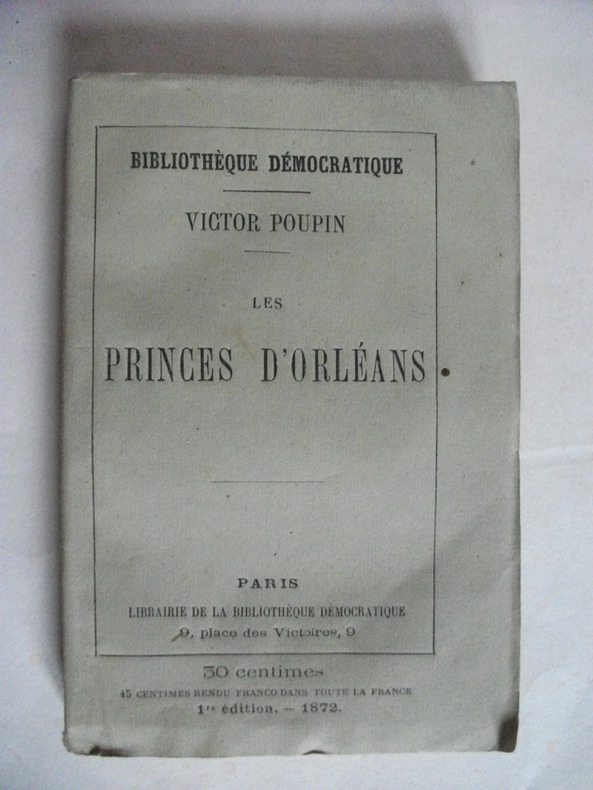 BIBLIOTHÈQUE DÉMOCRATIQUE
VICTOR POUPIN
LES
PRINCES D'ORLÉANS
PARIS
LIBRAIRIE DE LA BIBLIOTHÈQUE DÉMOCRATIQUE
9, place des Victoires, 9
30 centimes
45 CENTIMES RENDU FRANCO DANS TOUTE LA FRANCE
1re édition. — 1872.